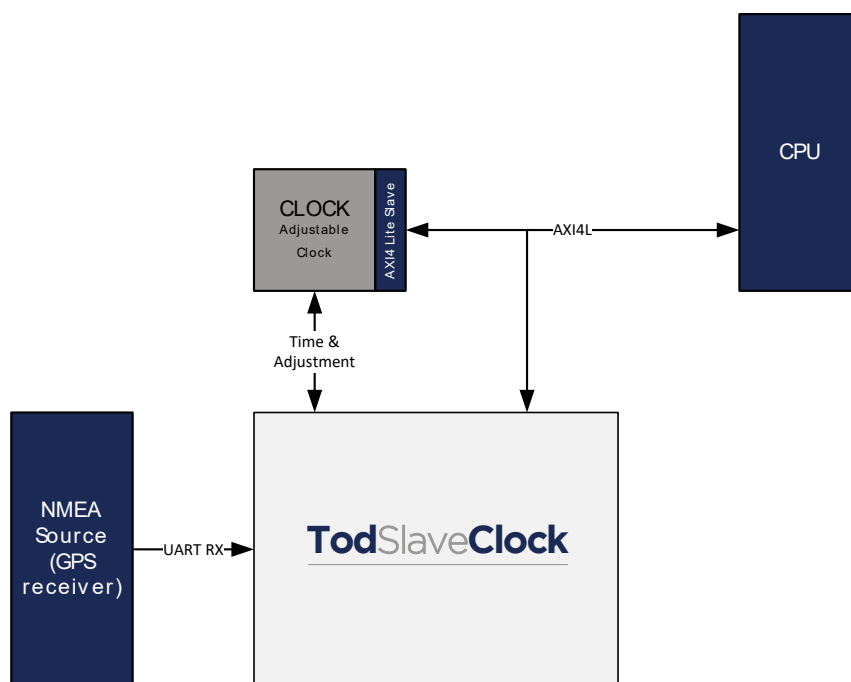 CPU
CLOCK
Adjustable
Clock
AXI4 Lite Slave
AXI4L
Time &
Adjustment
NMEA
Source
(GPS
receiver)
UART RX
TodSlaveClock